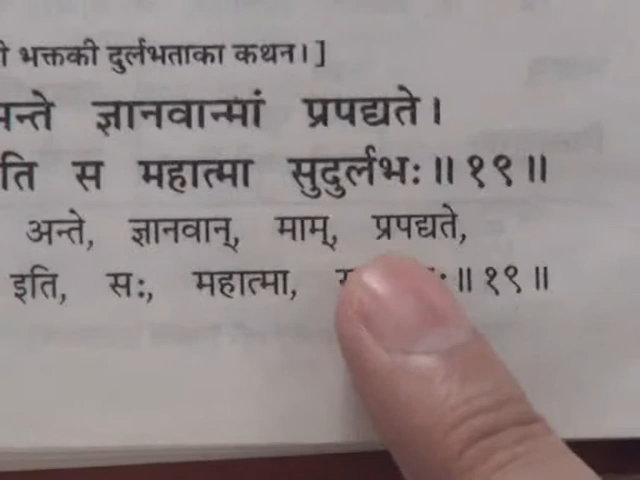 भक्तकी दुर्लभताका कथन।]
ज्ञानवान्मां प्रपद्यते।
स महात्मा सुदुर्लभः॥१९॥
अन्ते, ज्ञानवान्, माम्, प्रपद्यते,
इति, सः, महात्मा, ॥१९॥